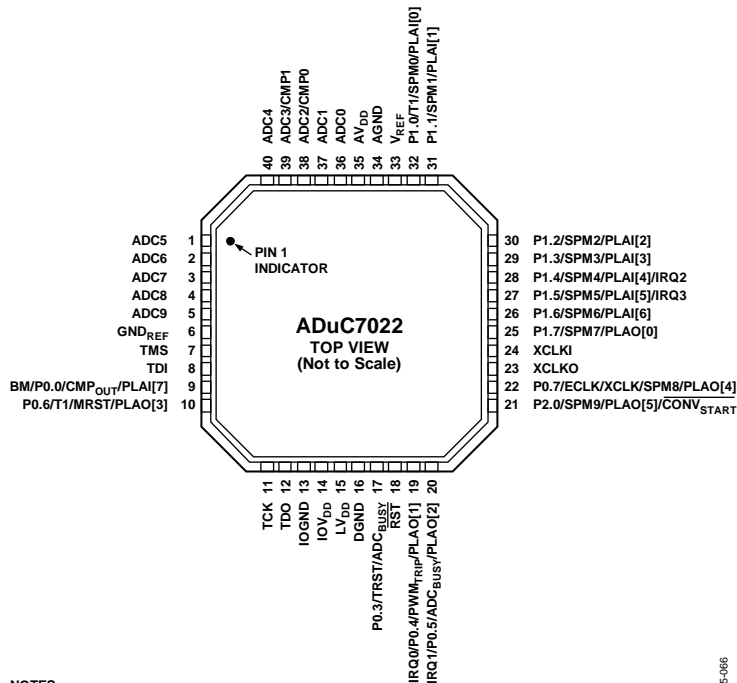 40 ADC4
39 ADC3/CMP1
38 ADC2/CMP0
37 ADC1
36 ADC0
35 AVDD
34 AGND
33 VREF
32 P1.0/T1/SPM0/PLAI[0]
31 P1.1/SPM1/PLAI[1]
ADC5 1
ADC6 2
ADC7 3
ADC8 4
ADC9 5
GNDREF 6
TMS 7
TDI 8
BM/P0.0/CMPOUT/PLAI[7] 9
P0.6/T1/MRST/PLAO[3] 10
PIN 1
INDICATOR
ADuC7022
TOP VIEW
(Not to Scale)
30 P1.2/SPM2/PLAI[2]
29 P1.3/SPM3/PLAI[3]
28 P1.4/SPM4/PLAI[4]/IRQ2
27 P1.5/SPM5/PLAI[5]/IRQ3
26 P1.6/SPM6/PLAI[6]
25 P1.7/SPM7/PLAO[0]
24 XCLKI
23 XCLKO
22 P0.7/ECLK/XCLK/SPM8/PLAO[4]
21 P2.0/SPM9/PLAO[5]/CONVSTART
TCK 11
TDO 12
IOGND 13
IOVDD 14
LVDD 15
DGND 16
P0.3/TRST/ADCBUSY 17
RST 18
IRQ0/P0.4/PWMTRIP/PLAO[1] 19
IRQ1/P0.5/ADCBUSY/PLAO[2] 20
5-066